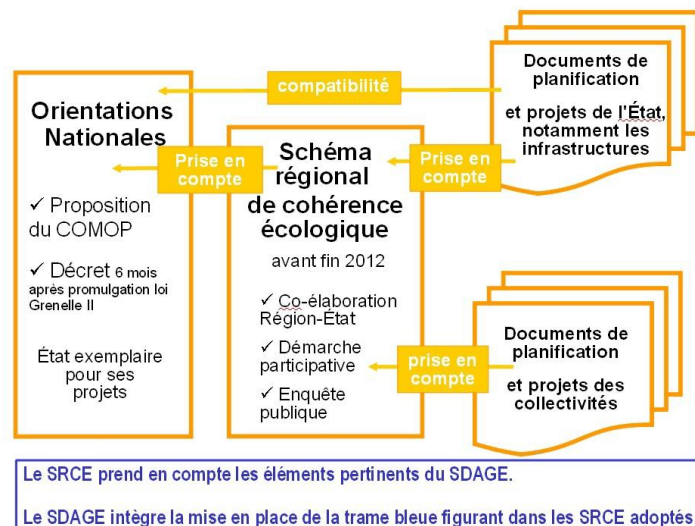 compatibilité
Orientations
Nationales
✓ Proposition
du COMOP
✓ Décret 6 mois
après promulgation loi
Grenelle II
État exemplaire
pour ses
projets
Prise en
compte
Schéma
régional
de cohérence
écologique
avant fin 2012
✓ Co-élaboration
Région-État
✓ Démarche
participative
✓ Enquête
publique
Prise en
compte
Documents de
planification
et projets de l'État,
notamment les
infrastructures
prise en
compte
Documents de
planification
et projets des
collectivités
Le SRCE prend en compte les éléments pertinents du SDAGE.
Le SDAGE intègre la mise en place de la trame bleue figurant dans les SRCE adoptés